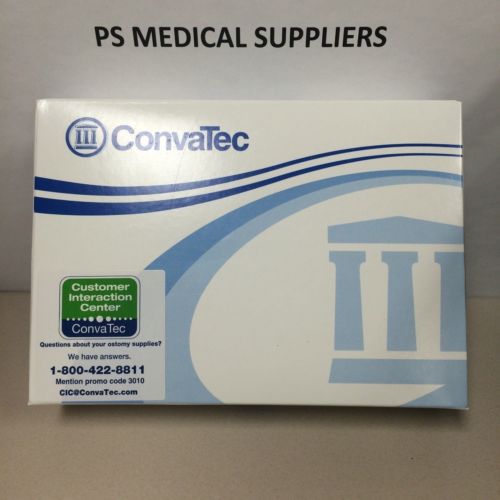 PS MEDICAL SUPPLIERS
ConvaTec
Customer
Interaction
Center
ConvaTec
Questions about your ostomy supplies?
We have answers.
1-800-422-8811
Mention promo code 3010
CIC@ConvaTec.com